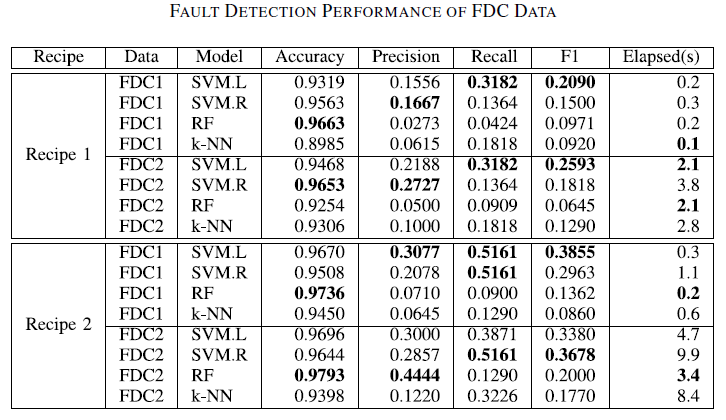 FAULT DETECTION PERFORMANCE OF FDC DATA
Recipe Data Model Accuracy Precision Recall F1 Elapsed(s)
FDC1 SVM.L 0.9319 0.1556 0.3182 0.2090 0.2
FDC1 SVM.R 0.9563 0.1667 0.1364 0.1500 0.3
FDC1 RF 0.9663 0.0273 0.0424 0.0971 0.2
FDC1 k-NN 0.8985 0.0615 0.1818 0.0920 0.1
Recipe 1
FDC2 SVM.L 0.9468 0.2188 0.3182 0.2593 2.1
FDC2 SVM.R 0.9653 0.2727 0.1364 0.1818 3.8
FDC2 RF 0.9254 0.0500 0.0909 0.0645 2.1
FDC2 k-NN 0.9306 0.1000 0.1818 0.1290 2.8
FDC1 SVM.L 0.9670 0.3077 0.5161 0.3855 0.3
FDC1 SVM.R 0.9508 0.2078 0.5161 0.2963 1.1
FDC1 RF 0.9736 0.0710 0.0900 0.1362 0.2
FDC1 k-NN 0.9450 0.0645 0.1290 0.0860 0.6
Recipe 2
FDC2 SVM.L 0.9696 0.3000 0.3871 0.3380 4.7
FDC2 SVM.R 0.9644 0.2857 0.5161 0.3678 9.9
FDC2 RF 0.9793 0.4444 0.1290 0.2000 3.4
FDC2 k-NN 0.9398 0.1220 0.3226 0.1770 8.4